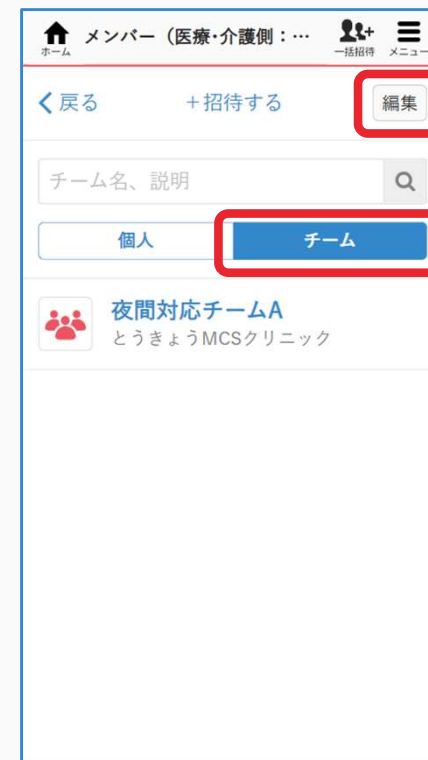 メンバー（医療・介護側：…
ホーム
一括招待
メニュー
戻る
+招待する
編集
チーム名、説明
個人
チーム
夜間対応チームA
とうきょうMCSクリニック